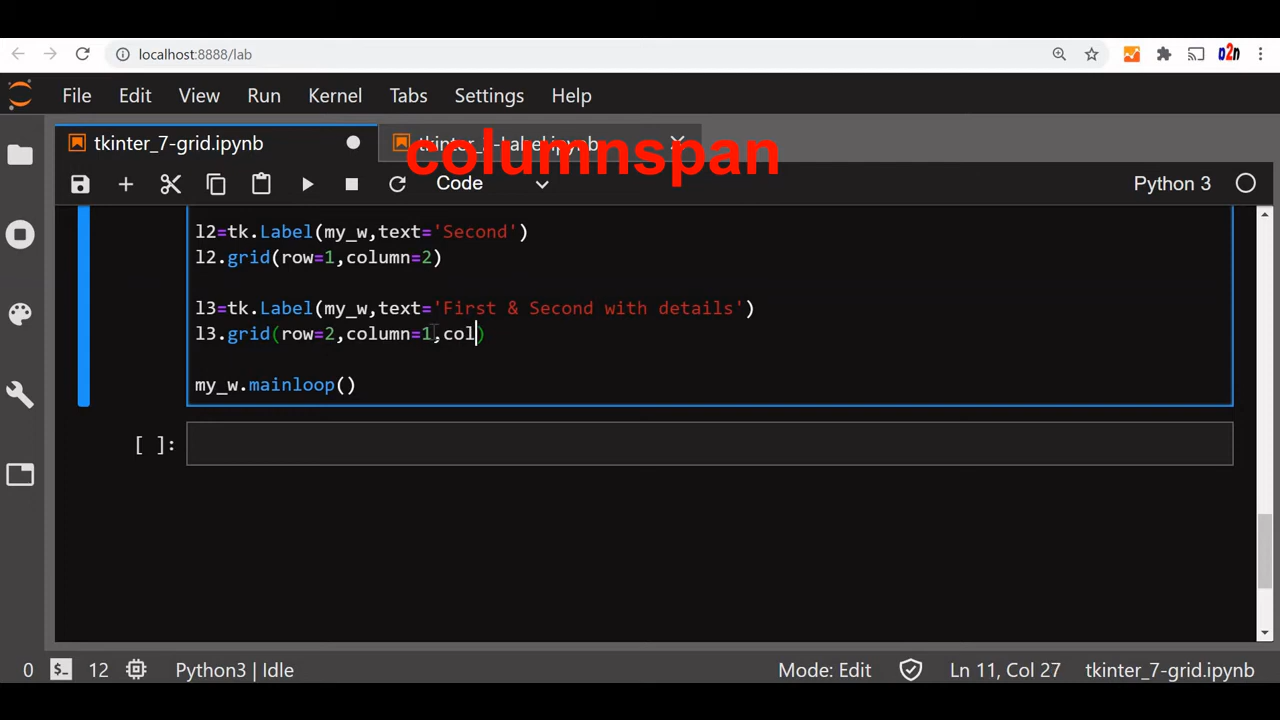 localhost:8888/lab
o2n
File Edit View Run Kernel Tabs Settings Help
tkinter_7-grid.ipynb
columnspan
Code
Python 3
l2=tk.Label(my_w,text='Second')
l2.grid(row=1,column=2)
l3=tk.Label(my_w,text='First & Second with details')
l3.grid(row=2,column=1,col)
my_w.mainloop()
[ ]:
0 $_ 12 Python3 | Idle Mode: Edit Ln 11, Col 27 tkinter_7-grid.ipynb